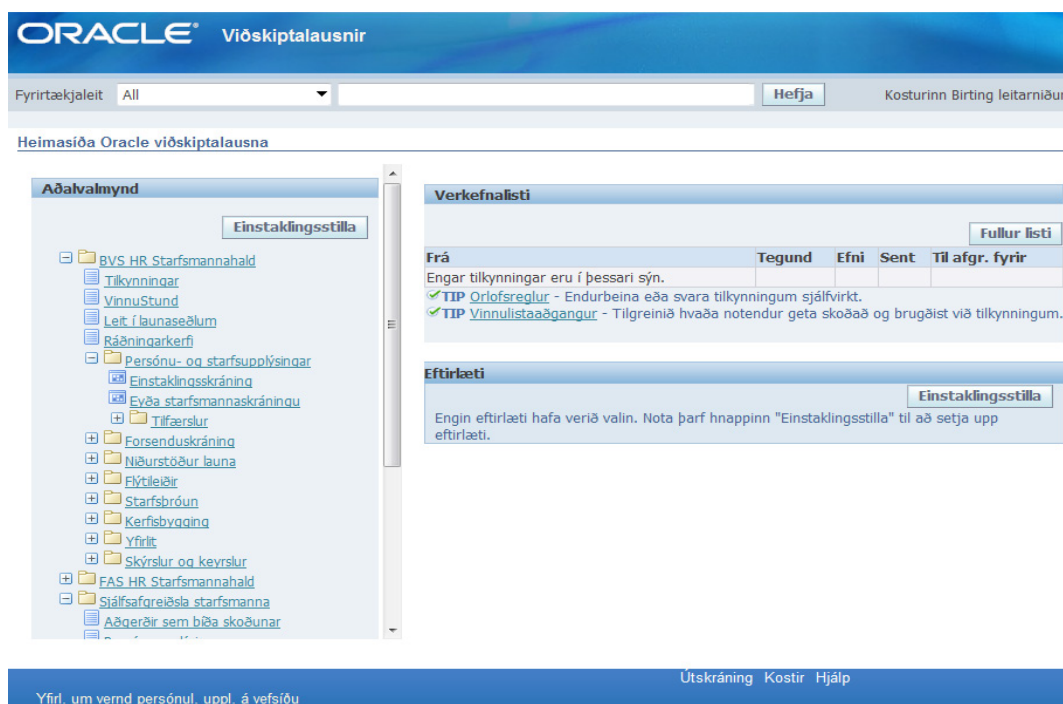 ORACLE® Viðskiptalausnir
Fyrirtækjaleit All Hefja Kosturinn Birting leitarniður
Heimasíða Oracle viðskiptalausna
Aðalvalmynd
Einstaklingsstilla
BVS HR Starfsmannahald
Tilkynningar
VinnuStund
Leit í launaseðlum
Ráðningarkerfi
Persónu- og starfsupplýsingar
Einstaklingsskráning
Eyða starfsmannaskráningu
Tilfærslur
Forsenduskráning
Niðurstöður launa
Flýtileiðir
Starfsþróun
Kerfisbygging
Yfirlit
Skýrslur og keyrslur
FAS HR Starfsmannahald
Sjálfsafgreiðsla starfsmanna
Aðgerðir sem bíða skoðunar
Verkefnalisti
Fullur listi
Frá Tegund Efni Sent Til afgr. fyrir
Engar tilkynningar eru í þessari sýn.
TIP Orlofsreglur - Endurbeina eða svara tilkynningum sjálfvirkt.
TIP Vinnulistaaðgangur - Tilgreinið hvaða notendur geta skoðað og brugðist við tilkynningum.
Eftirlæti
Einstaklingsstilla
Engin eftirlæti hafa verið valin. Nota þarf hnappinn "Einstaklingsstilla" til að setja upp
eftirlæti.
Útskráning Kostir Hjálp
Yfirl. um vernd persónul. uppl. á vefsíðu